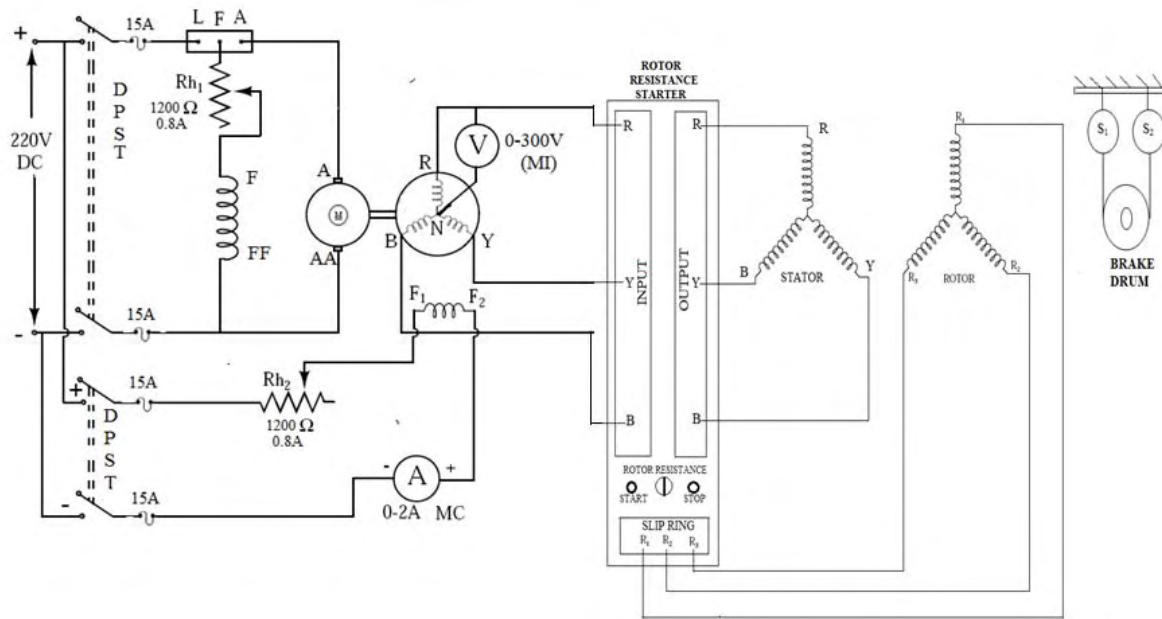 +
15A
L F A
220V
DC
-
D
P
S
T
Rh₁
1200 Ω
0.8A
F
FF
A
M
AA
R
N
B
Y
V
0-300V
(MI)
15A
F₁
F₂
+
15A
Rh₂
1200 Ω
0.8A
D
P
S
T
-
15A
-
A
+
0-2A MC
ROTOR
RESISTANCE
STARTER
R
Y
B
INPUT
R
Y
B
OUTPUT
ROTOR RESISTANCE
START
STOP
SLIP RING
R₁ R₂ R₃
R
B
STATOR
Y
R₁
R₃
ROTOR
R₂
S₁
S₂
BRAKE
DRUM